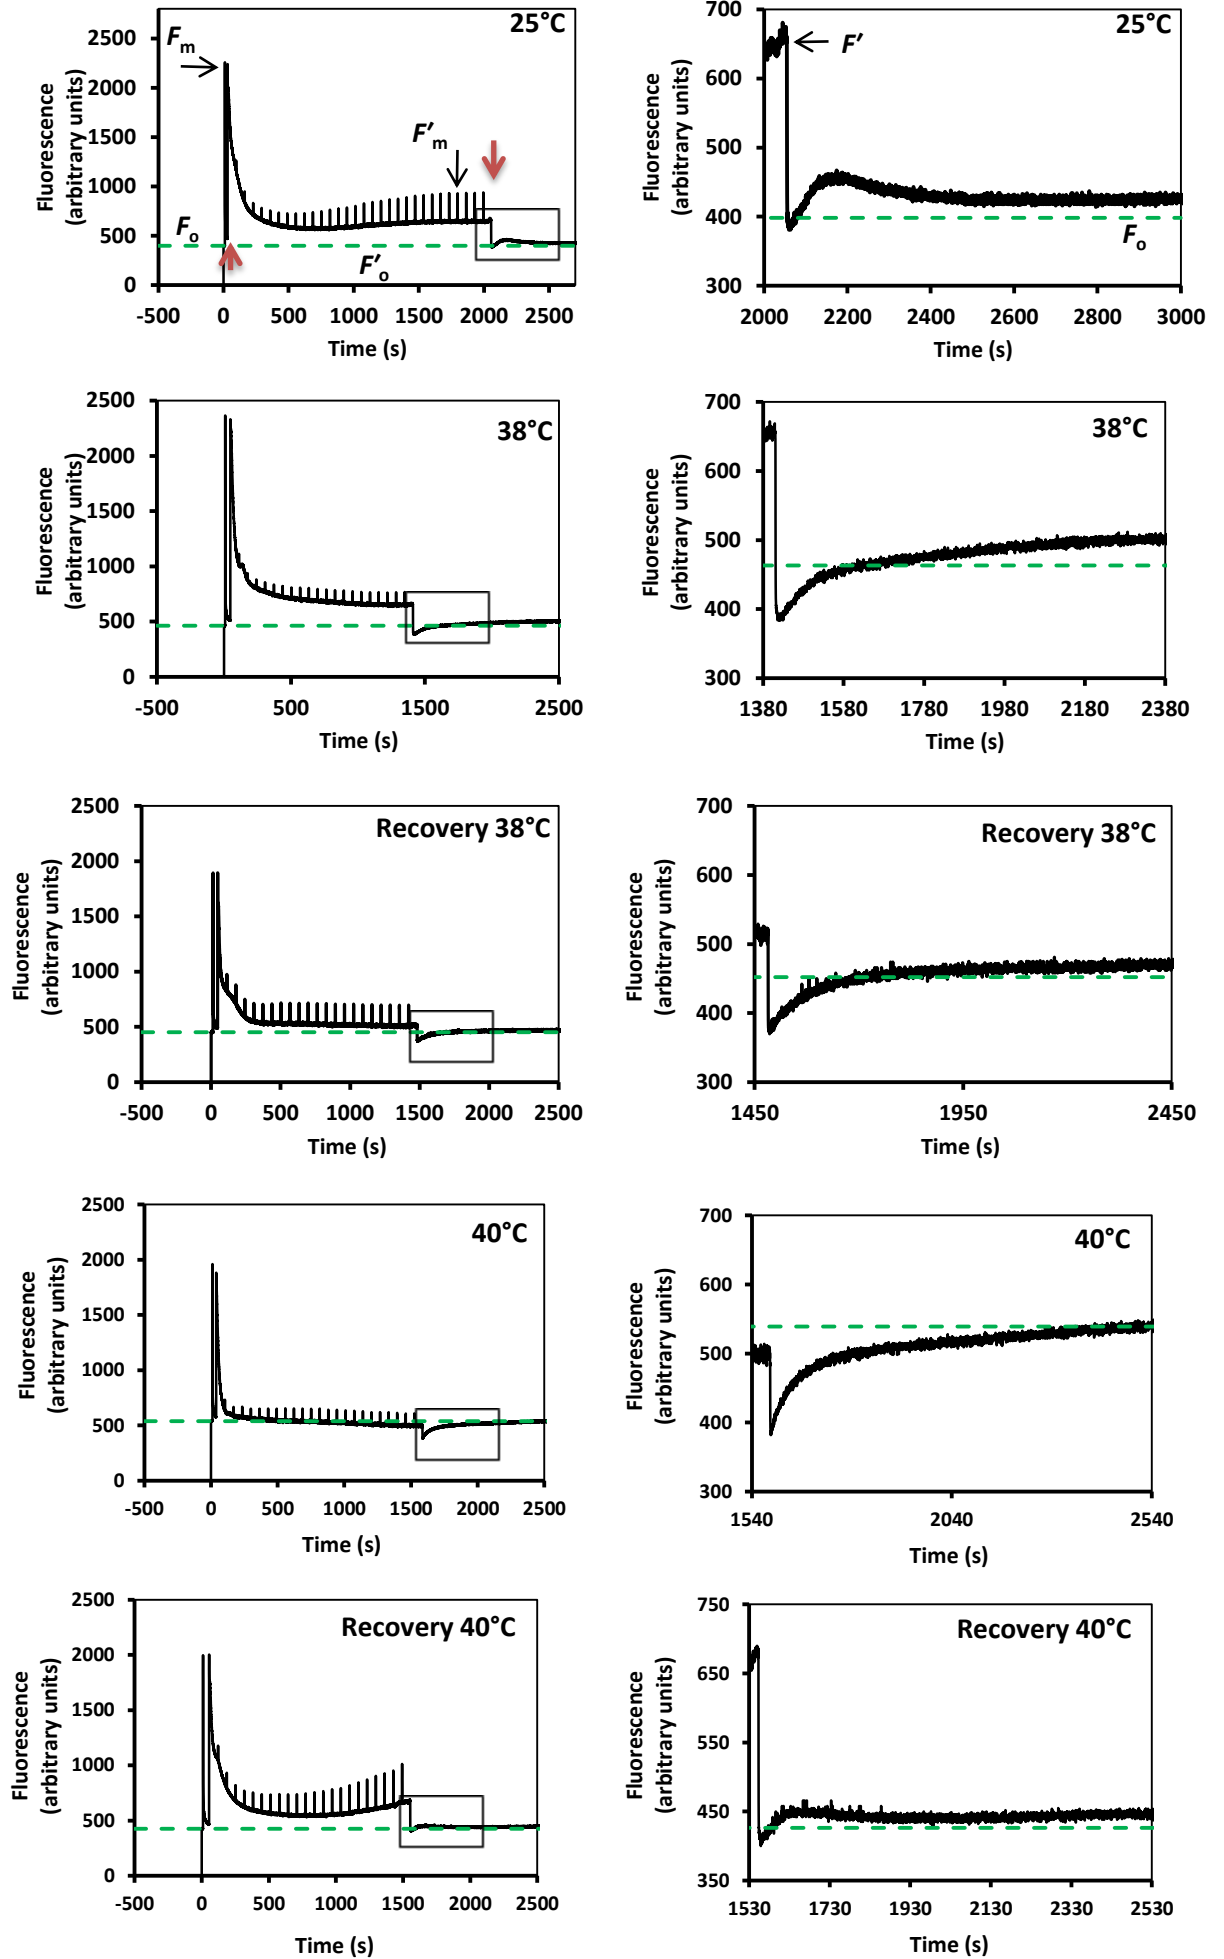 25°C
Fluorescence
(arbitrary units)
2500
2000
1500
1000
500
0
Fm
F′m
Fo
F′o
-500 0 500 1000 1500 2000 2500
Time (s)
25°C
Fluorescence
(arbitrary units)
700
600
500
400
300
F′
Fo
2000 2200 2400 2600 2800 3000
Time (s)
38°C
Fluorescence
(arbitrary units)
2500
2000
1500
1000
500
0
-500 500 1500 2500
Time (s)
38°C
Fluorescence
(arbitrary units)
700
600
500
400
300
1380 1580 1780 1980 2180 2380
Time (s)
Recovery 38°C
Fluorescence
(arbitrary units)
2500
2000
1500
1000
500
0
-500 0 500 1000 1500 2000 2500
Time (s)
Recovery 38°C
Fluorescence
(arbitrary units)
700
600
500
400
300
1450 1950 2450
Time (s)
40°C
Fluorescence
(arbitrary units)
2500
2000
1500
1000
500
0
-500 0 500 1000 1500 2000 2500
Time (s)
40°C
Fluorescence
(arbitrary units)
700
600
500
400
300
1540 2040 2540
Time (s)
Recovery 40°C
Fluorescence
(arbitrary units)
2500
2000
1500
1000
500
0
-500 0 500 1000 1500 2000 2500
Time (s)
Recovery 40°C
Fluorescence
(arbitrary units)
750
650
550
450
350
1530 1730 1930 2130 2330 2530
Time (s)